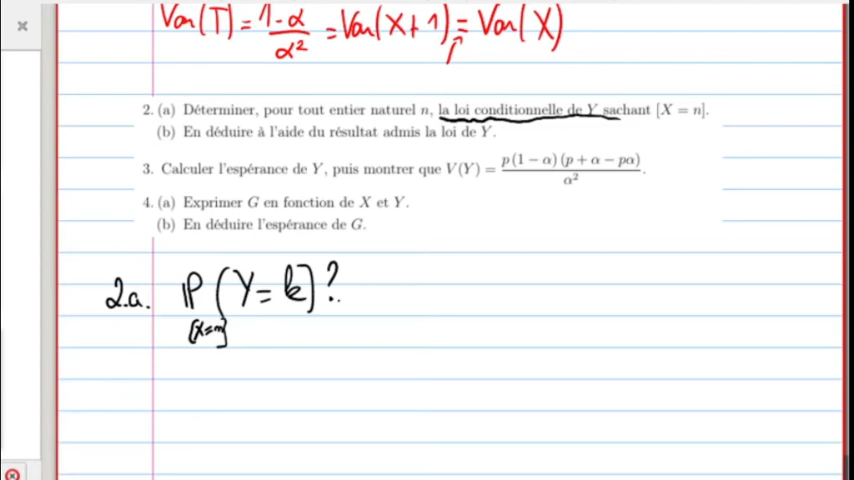 Var(T) = 1-α/α² = Var(X+1) = Var(X)
2. (a) Déterminer, pour tout entier naturel n, la loi conditionnelle de Y sachant [X = n].
(b) En déduire à l'aide du résultat admis la loi de Y.
3. Calculer l'espérance de Y, puis montrer que V(Y) = p(1 − α)(p + α − pα)/α².
4. (a) Exprimer G en fonction de X et Y.
(b) En déduire l'espérance de G.
2.a. ℙ[X=n] (Y = k) ?